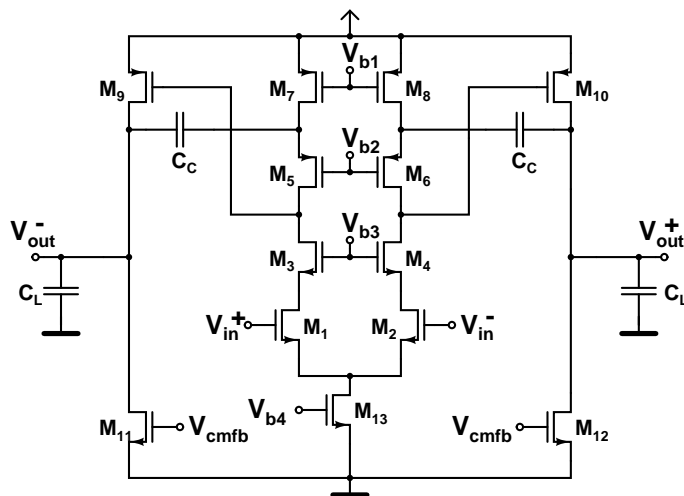 V_b1
M_9
M_7
M_8
M_10
C_C
V_b2
C_C
M_5
M_6
V_out^-
V_b3
V_out^+
M_3
M_4
C_L
C_L
V_in^+
M_1
M_2
V_in^-
V_b4
M_13
M_11
V_cmfb
V_cmfb
M_12